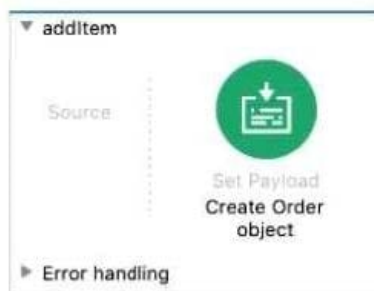 addItem
Source
Set Payload
Create Order
object
Error handling